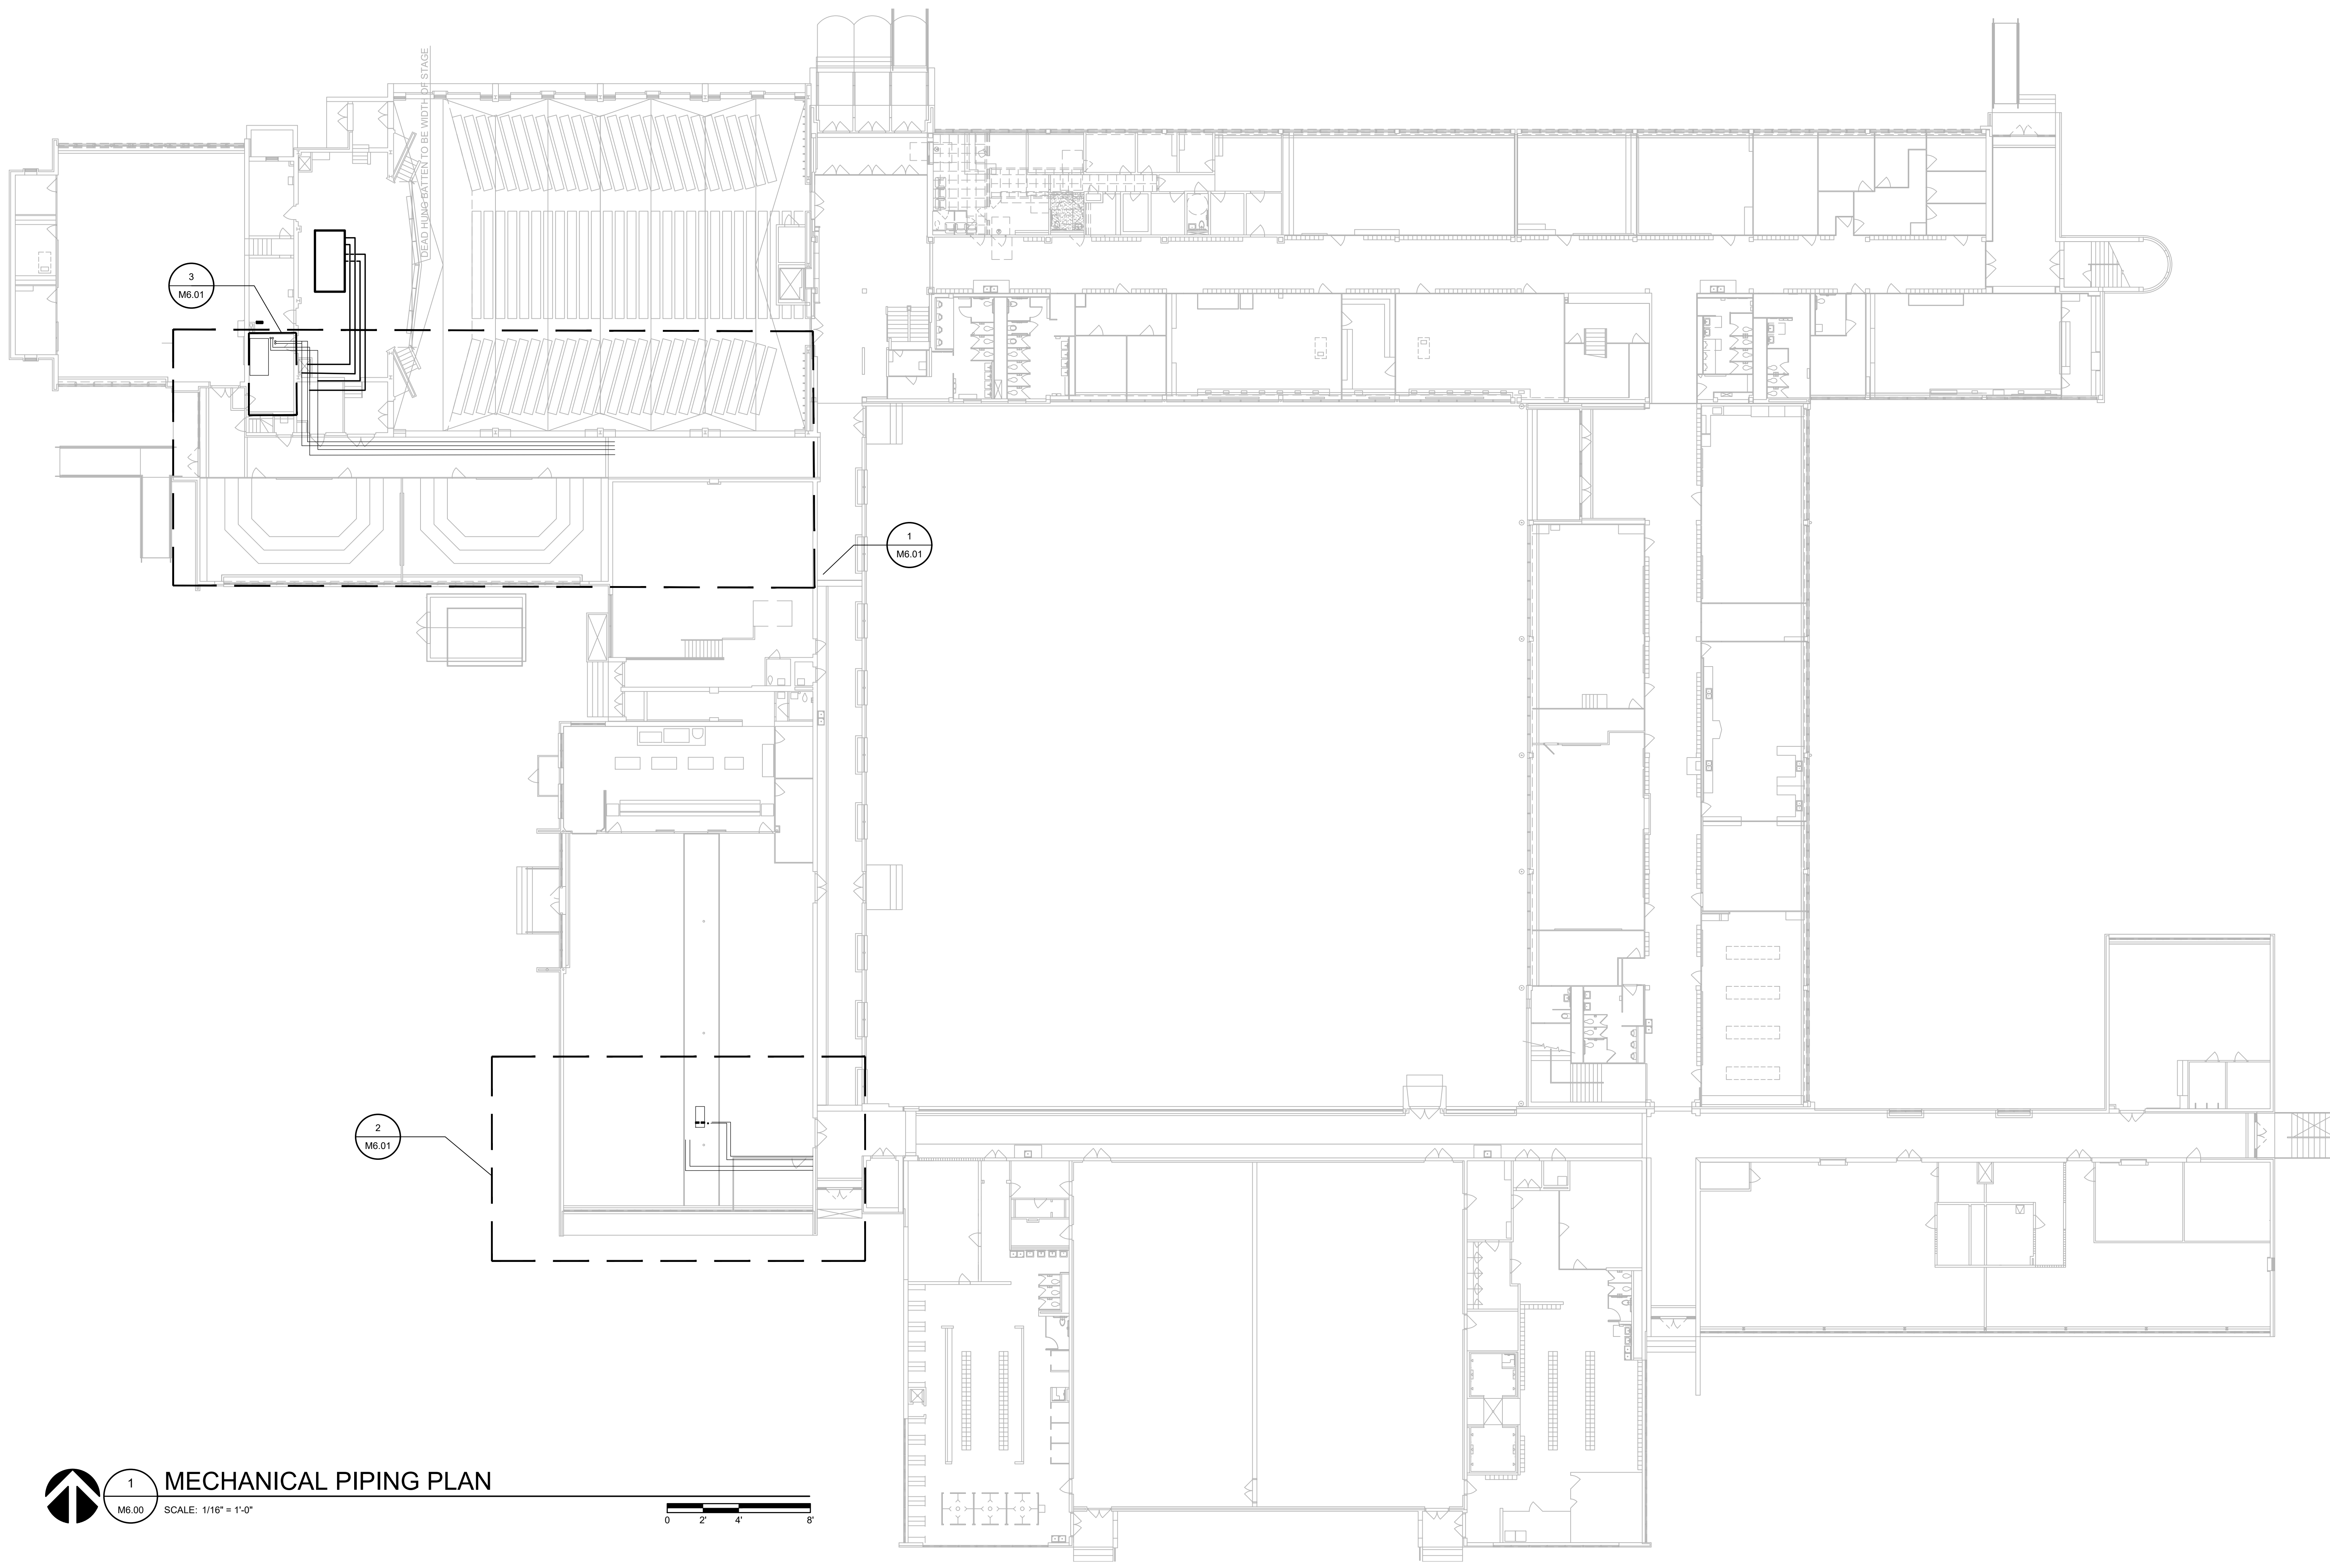 DEAD HUNG BATTEN TO BE WIDTH OF STAGE
3
M6.01
1
M6.01
2
M6.01
1
M6.00
MECHANICAL PIPING PLAN
SCALE: 1/16" = 1'-0"
0 2' 4' 8'